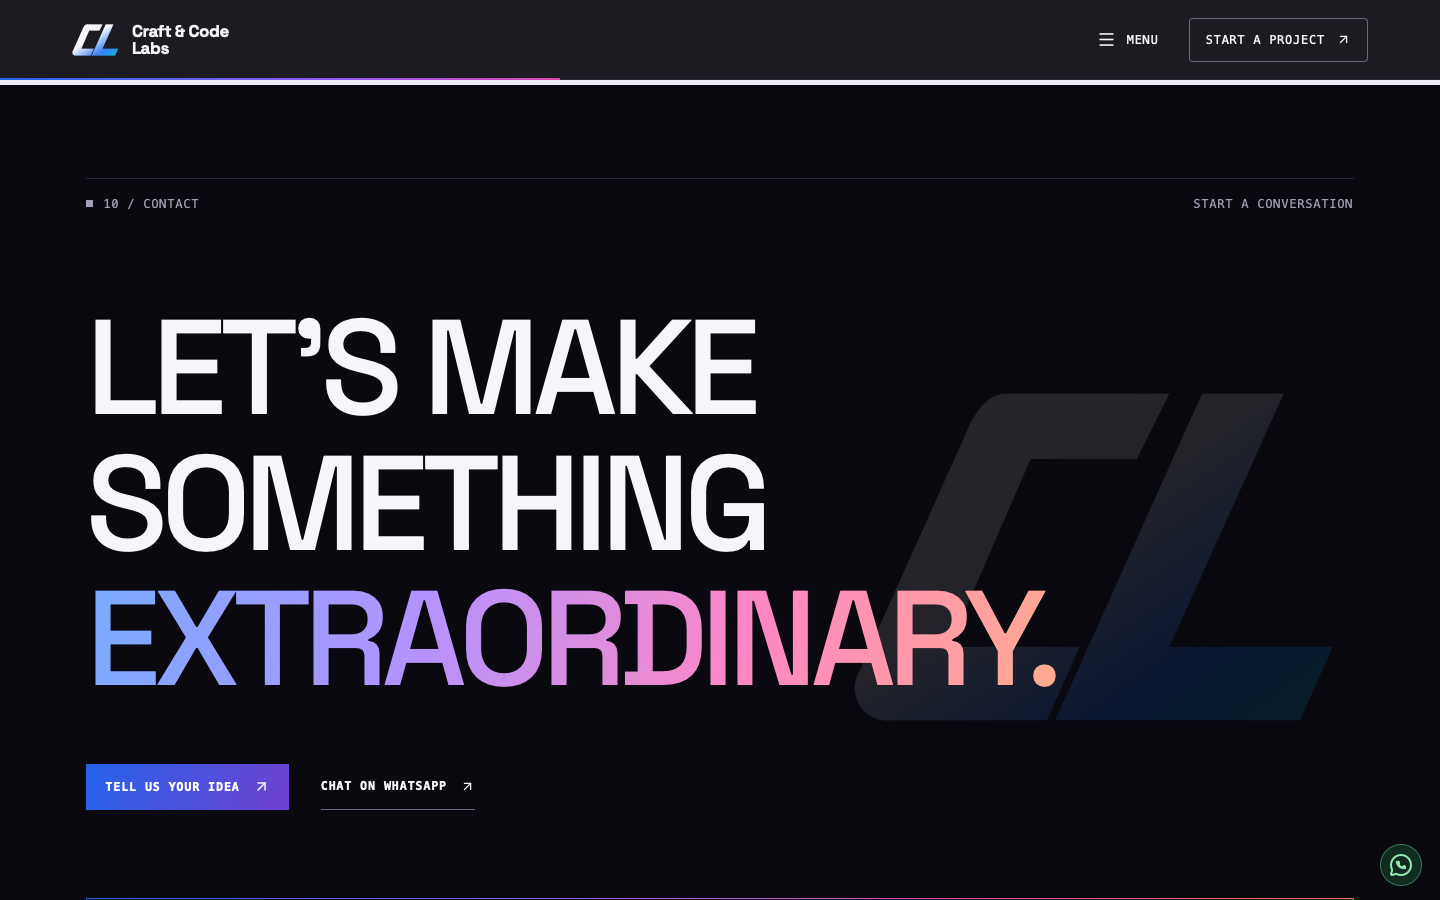 Craft & Code
Labs
MENU
START A PROJECT
10 / CONTACT
START A CONVERSATION
LET’S MAKE
SOMETHING
EXTRAORDINARY.
TELL US YOUR IDEA
CHAT ON WHATSAPP